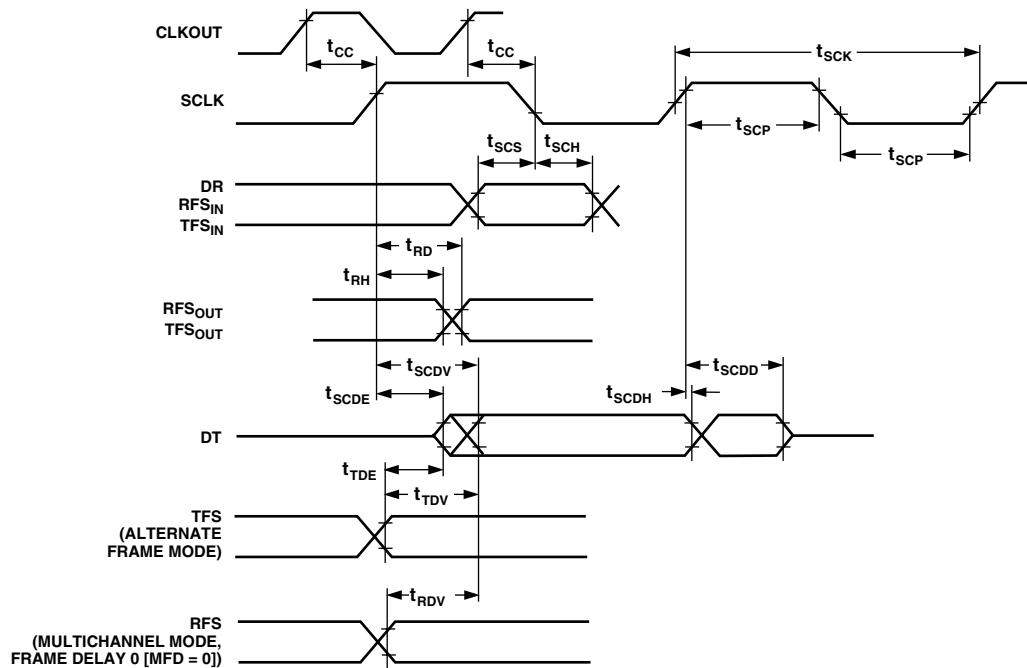 CLKOUT
tCC
tCC
tSCK
SCLK
tSCP
tSCP
tSCS
tSCH
DR
RFSIN
TFSIN
tRD
tRH
RFSOUT
TFSOUT
tSCDV
tSCDD
tSCDE
tSCDH
DT
tTDE
tTDV
TFS
(ALTERNATE
FRAME MODE)
tRDV
RFS
(MULTICHANNEL MODE,
FRAME DELAY 0 [MFD = 0])